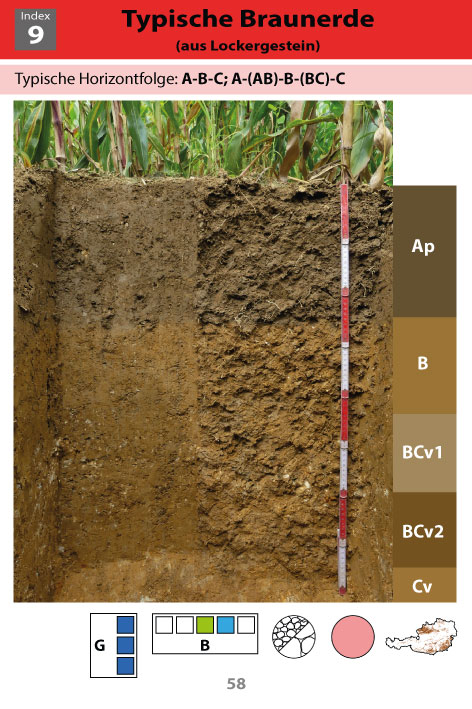 Index
9
Typische Braunerde
(aus Lockergestein)
Typische Horizontfolge: A-B-C; A-(AB)-B-(BC)-C
Ap
B
BCv1
BCv2
Cv
G
B
58